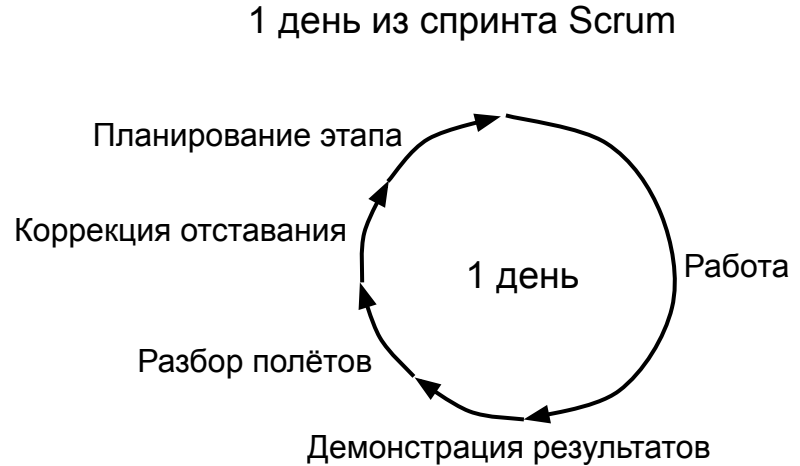 1 день из спринта Scrum
Планирование этапа
Коррекция отставания
1 день
Работа
Разбор полётов
Демонстрация результатов